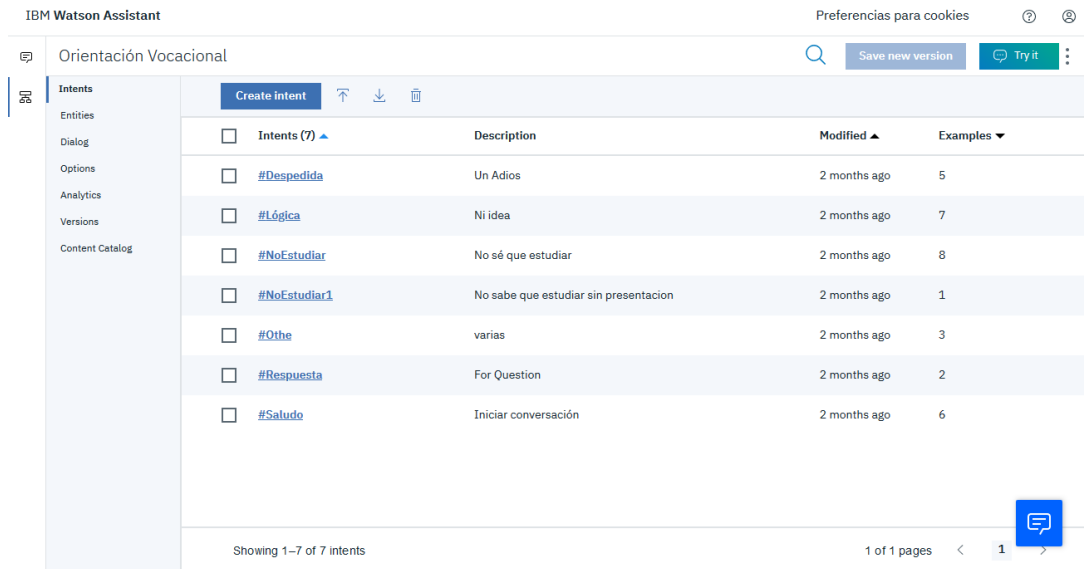 IBM Watson Assistant Preferencias para cookies
Orientación Vocacional Save new version Try it
Intents
Entities
Dialog
Options
Analytics
Versions
Content Catalog
Create intent
Intents (7) Description Modified Examples
#Despedida Un Adios 2 months ago 5
#Lógica Ni idea 2 months ago 7
#NoEstudiar No sé que estudiar 2 months ago 8
#NoEstudiar1 No sabe que estudiar sin presentacion 2 months ago 1
#Othe varias 2 months ago 3
#Respuesta For Question 2 months ago 2
#Saludo Iniciar conversación 2 months ago 6
Showing 1–7 of 7 intents 1 of 1 pages 1